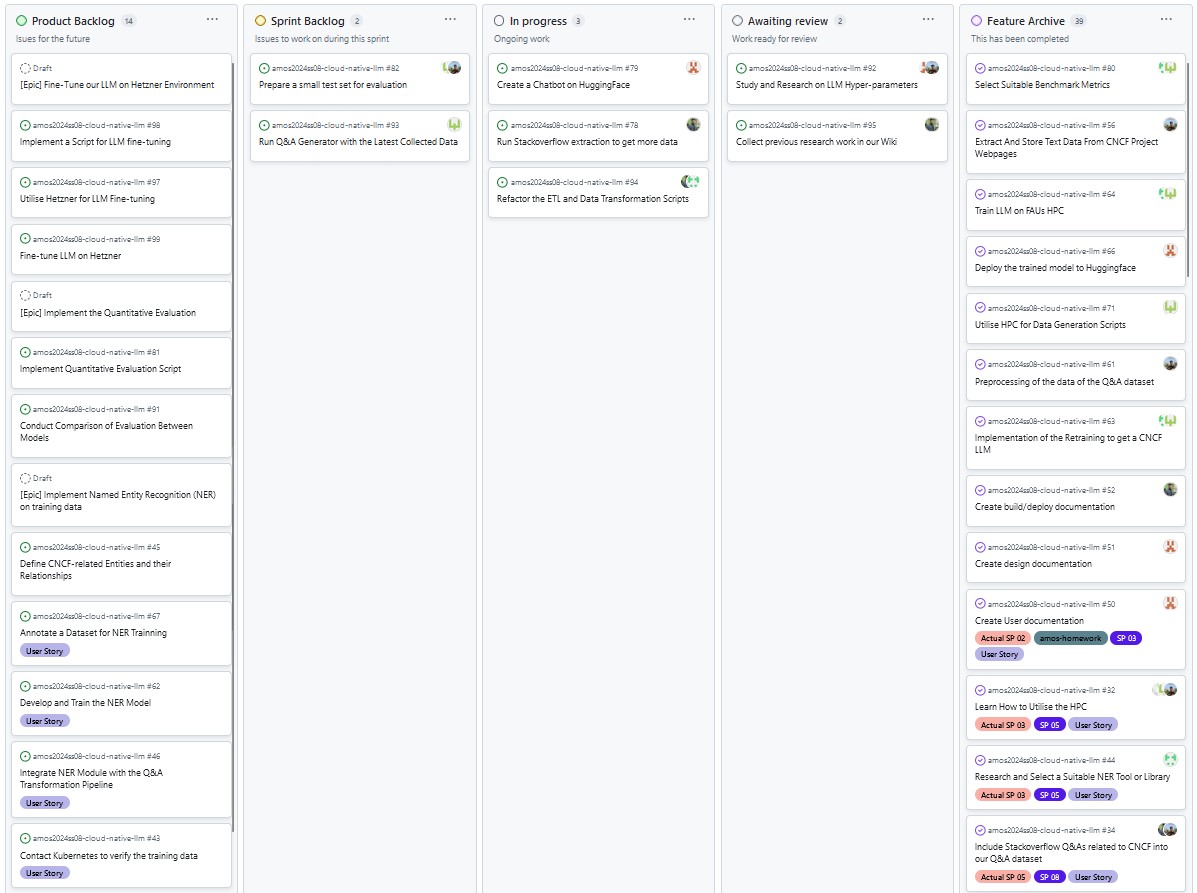 Product Backlog 14 ...
Isues for the future
Draft
[Epic] Fine-Tune our LLM on Hetzner Environment
amos2024ss08-cloud-native-llm #98
Implement a Script for LLM fine-tuning
amos2024ss08-cloud-native-llm #97
Utilise Hetzner for LLM Fine-tuning
amos2024ss08-cloud-native-llm #99
Fine-tune LLM on Hetzner
Draft
[Epic] Implement the Quantitative Evaluation
amos2024ss08-cloud-native-llm #81
Implement Quantitative Evaluation Script
amos2024ss08-cloud-native-llm #91
Conduct Comparison of Evaluation Between
Models
Draft
[Epic] Implement Named Entity Recognition (NER)
on training data
amos2024ss08-cloud-native-llm #45
Define CNCF-related Entities and their
Relationships
amos2024ss08-cloud-native-llm #67
Annotate a Dataset for NER Trainning
User Story
amos2024ss08-cloud-native-llm #62
Develop and Train the NER Model
User Story
amos2024ss08-cloud-native-llm #46
Integrate NER Module with the Q&A
Transformation Pipeline
User Story
amos2024ss08-cloud-native-llm #43
Contact Kubernetes to verify the training data
User Story
Sprint Backlog 2 ...
Issues to work on during this sprint
amos2024ss08-cloud-native-llm #82
Prepare a small test set for evaluation
amos2024ss08-cloud-native-llm #93
Run Q&A Generator with the Latest Collected Data
In progress 3 ...
Ongoing work
amos2024ss08-cloud-native-llm #79
Create a Chatbot on HuggingFace
amos2024ss08-cloud-native-llm #78
Run Stackoverflow extraction to get more data
amos2024ss08-cloud-native-llm #94
Refactor the ETL and Data Transformation Scripts
Awaiting review 2 ...
Work ready for review
amos2024ss08-cloud-native-llm #92
Study and Research on LLM Hyper-parameters
amos2024ss08-cloud-native-llm #95
Collect previous research work in our Wiki
Feature Archive 39 ...
This has been completed
amos2024ss08-cloud-native-llm #80
Select Suitable Benchmark Metrics
amos2024ss08-cloud-native-llm #56
Extract And Store Text Data From CNCF Project
Webpages
amos2024ss08-cloud-native-llm #64
Train LLM on FAUs HPC
amos2024ss08-cloud-native-llm #66
Deploy the trained model to Huggingface
amos2024ss08-cloud-native-llm #71
Utilise HPC for Data Generation Scripts
amos2024ss08-cloud-native-llm #61
Preprocessing of the data of the Q&A dataset
amos2024ss08-cloud-native-llm #63
Implementation of the Retraining to get a CNCF
LLM
amos2024ss08-cloud-native-llm #52
Create build/deploy documentation
amos2024ss08-cloud-native-llm #51
Create design documentation
amos2024ss08-cloud-native-llm #50
Create User documentation
Actual SP 02 amos-homework SP 03
User Story
amos2024ss08-cloud-native-llm #32
Learn How to Utilise the HPC
Actual SP 03 SP 05 User Story
amos2024ss08-cloud-native-llm #44
Research and Select a Suitable NER Tool or Library
Actual SP 03 SP 05 User Story
amos2024ss08-cloud-native-llm #34
Include Stackoverflow Q&As related to CNCF into
our Q&A dataset
Actual SP 05 SP 08 User Story